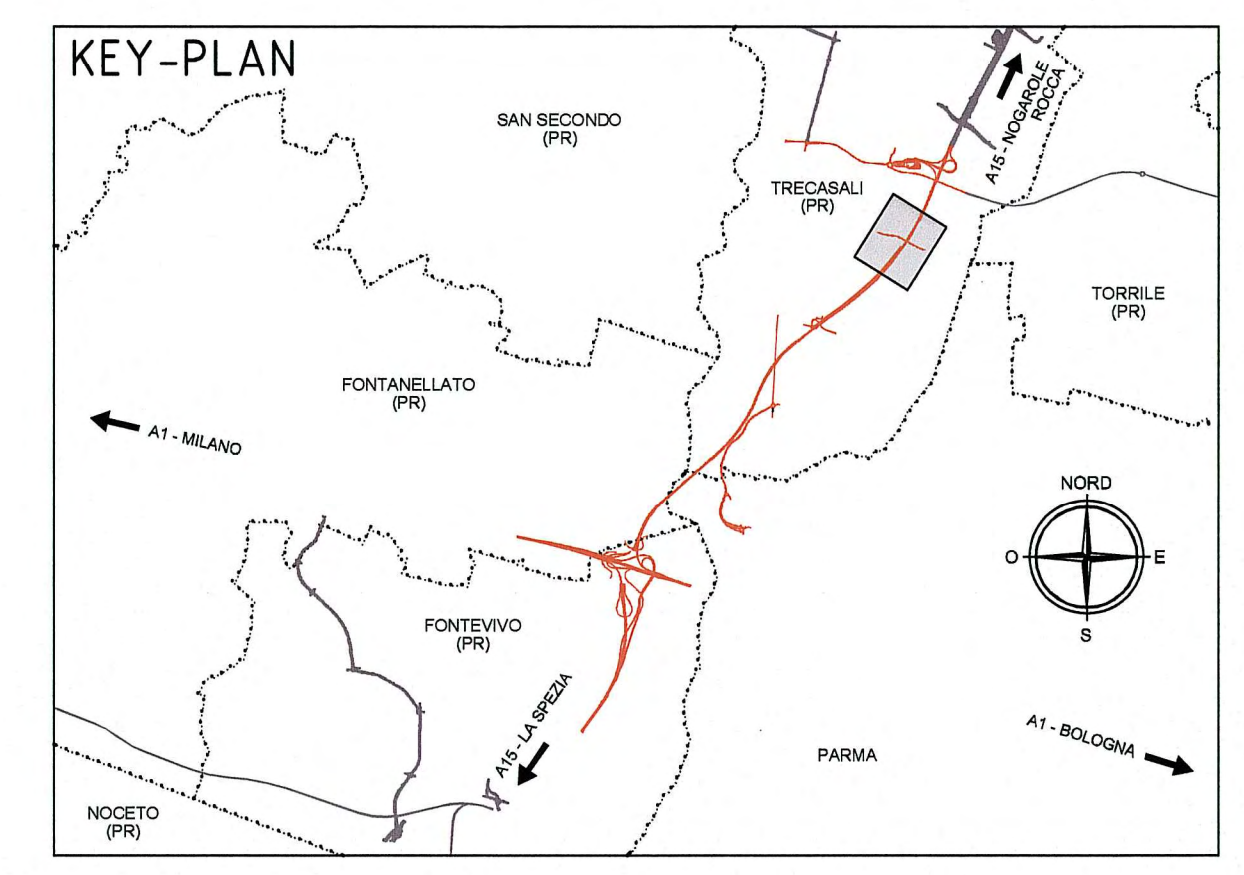 KEY-PLAN
SAN SECONDO
(PR)
A15 - NOGAROLE
ROCCA
TRECASALI
(PR)
TORRILE
(PR)
FONTANELLATO
(PR)
A1 - MILANO
NORD
O
E
S
FONTEVIVO
(PR)
A15 - LA SPEZIA
A1 - BOLOGNA
PARMA
NOCETO
(PR)